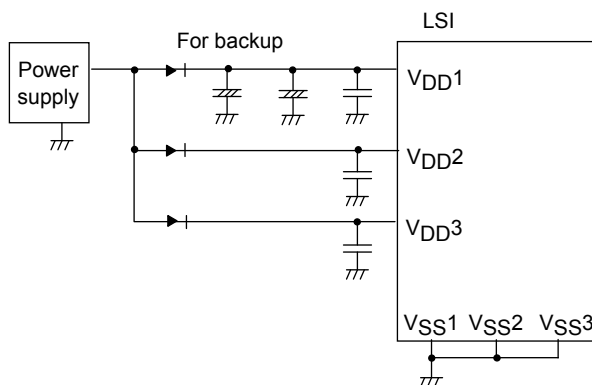 LSI
For backup
Power
supply
VDD1
VDD2
VDD3
VSS1 VSS2 VSS3